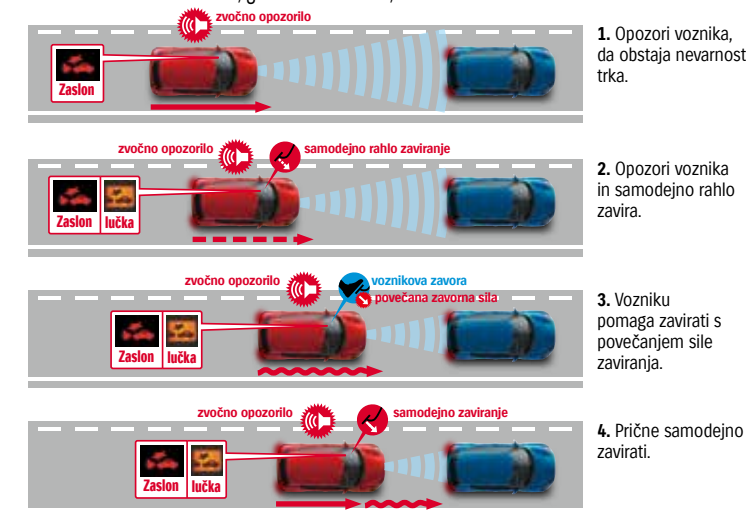 zvočno opozorilo
Zaslon
1. Opozori voznika,
da obstaja nevarnost
trka.
zvočno opozorilo
samodejno rahlo zaviranje
Zaslon
lučka
2. Opozori voznika
in samodejno rahlo
zavira.
zvočno opozorilo
voznikova zavora
povečana zavorna sila
Zaslon
lučka
3. Vozniku
pomaga zavirati s
povečanjem sile
zaviranja.
zvočno opozorilo
samodejno zaviranje
Zaslon
lučka
4. Prične samodejno
zavirati.